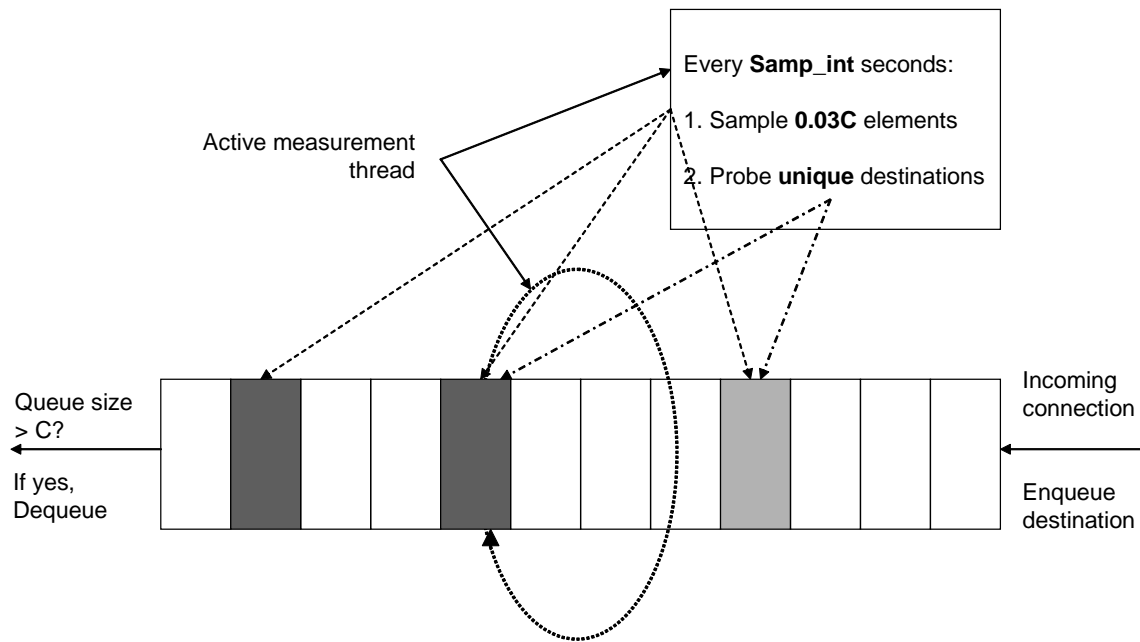 Every Samp_int seconds:
1. Sample 0.03C elements
2. Probe unique destinations
Active measurement
thread
Queue size
> C?
If yes,
Dequeue
Incoming
connection
Enqueue
destination